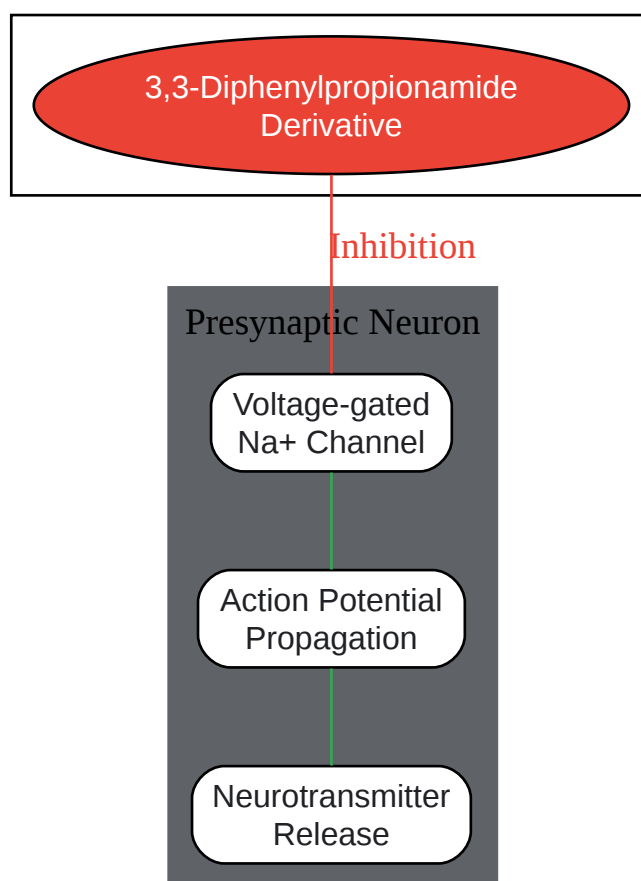 3,3-Diphenylpropionamide
Derivative
Inhibition
Presynaptic Neuron
Voltage-gated
Na+ Channel
Action Potential
Propagation
Neurotransmitter
Release